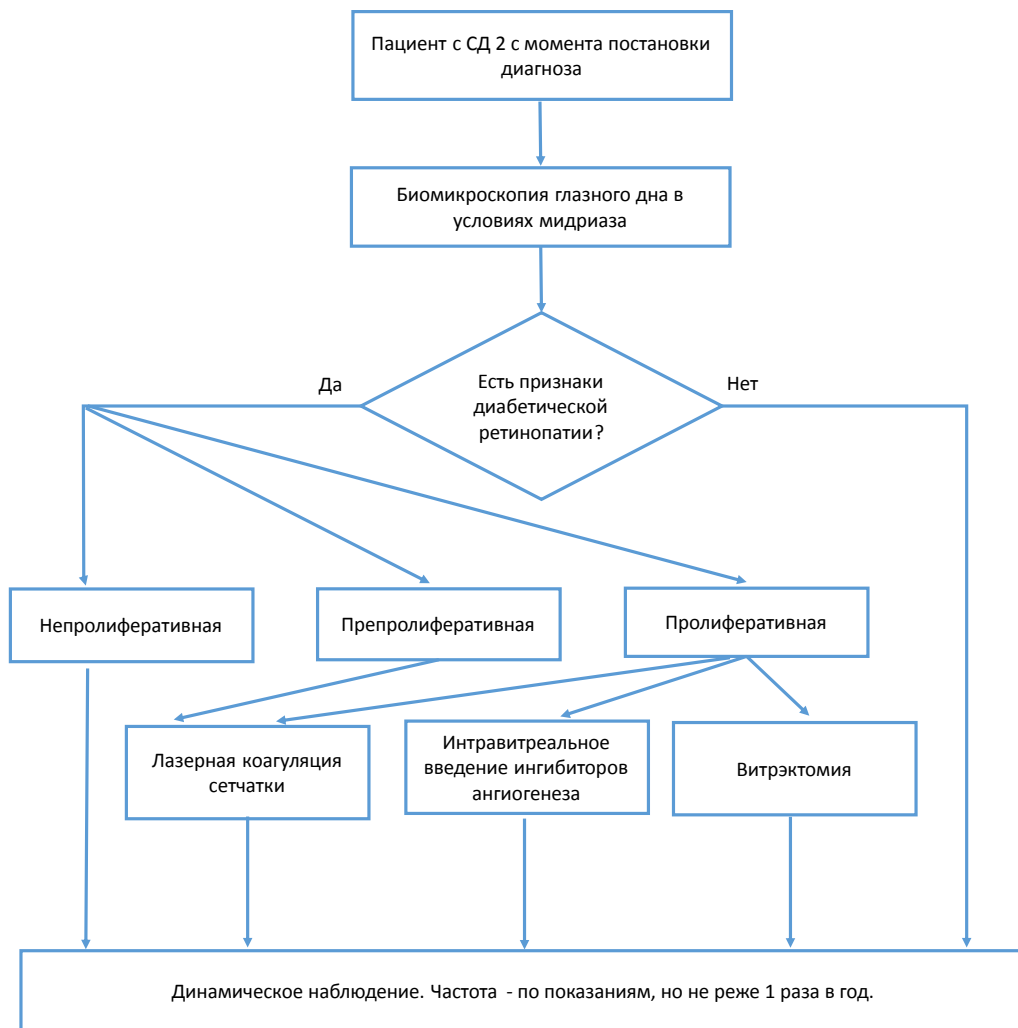 Пациент с СД 2 с момента постановки
диагноза
Биомикроскопия глазного дна в
условиях мидриаза
Да
Есть признаки
диабетической
ретинопатии?
Нет
Непролиферативная
Препролиферативная
Пролиферативная
Лазерная коагуляция
сетчатки
Интравитреальное
введение ингибиторов
ангиогенеза
Витрэктомия
Динамическое наблюдение. Частота - по показаниям, но не реже 1 раза в год.